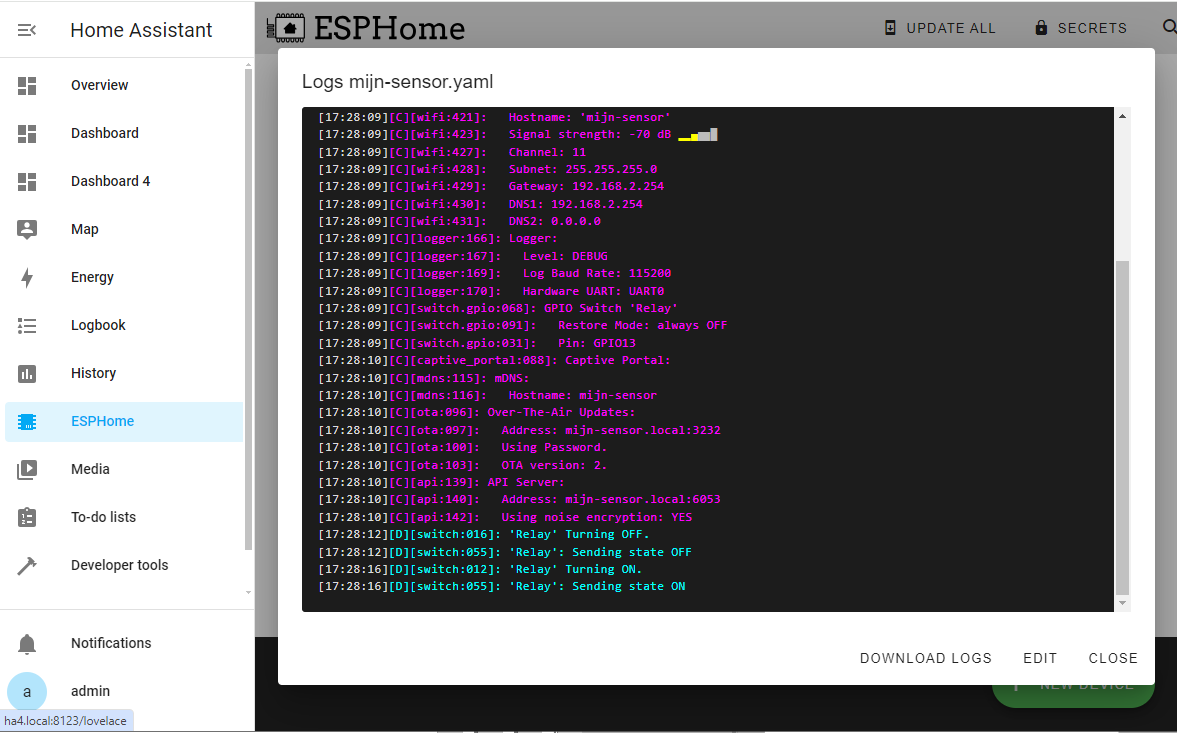 Home Assistant
Overview
Dashboard
Dashboard 4
Map
Energy
Logbook
History
ESPHome
Media
To-do lists
Developer tools
Notifications
a
admin
ha4.local:8123/lovelace
ESPHome
UPDATE ALL
SECRETS
Logs mijn-sensor.yaml
[17:28:09][C][wifi:421]:   Hostname: 'mijn-sensor'
[17:28:09][C][wifi:423]:   Signal strength: -70 dB ▂▄▆█
[17:28:09][C][wifi:427]:   Channel: 11
[17:28:09][C][wifi:428]:   Subnet: 255.255.255.0
[17:28:09][C][wifi:429]:   Gateway: 192.168.2.254
[17:28:09][C][wifi:430]:   DNS1: 192.168.2.254
[17:28:09][C][wifi:431]:   DNS2: 0.0.0.0
[17:28:09][C][logger:166]: Logger:
[17:28:09][C][logger:167]:   Level: DEBUG
[17:28:09][C][logger:169]:   Log Baud Rate: 115200
[17:28:09][C][logger:170]:   Hardware UART: UART0
[17:28:09][C][switch.gpio:068]: GPIO Switch 'Relay'
[17:28:09][C][switch.gpio:091]:   Restore Mode: always OFF
[17:28:09][C][switch.gpio:031]:   Pin: GPIO13
[17:28:10][C][captive_portal:088]: Captive Portal:
[17:28:10][C][mdns:115]: mDNS:
[17:28:10][C][mdns:116]:   Hostname: mijn-sensor
[17:28:10][C][ota:096]: Over-The-Air Updates:
[17:28:10][C][ota:097]:   Address: mijn-sensor.local:3232
[17:28:10][C][ota:100]:   Using Password.
[17:28:10][C][ota:103]:   OTA version: 2.
[17:28:10][C][api:139]: API Server:
[17:28:10][C][api:140]:   Address: mijn-sensor.local:6053
[17:28:10][C][api:142]:   Using noise encryption: YES
[17:28:12][D][switch:016]: 'Relay' Turning OFF.
[17:28:12][D][switch:055]: 'Relay': Sending state OFF
[17:28:16][D][switch:012]: 'Relay' Turning ON.
[17:28:16][D][switch:055]: 'Relay': Sending state ON
DOWNLOAD LOGS
EDIT
CLOSE
NEW DEVICE